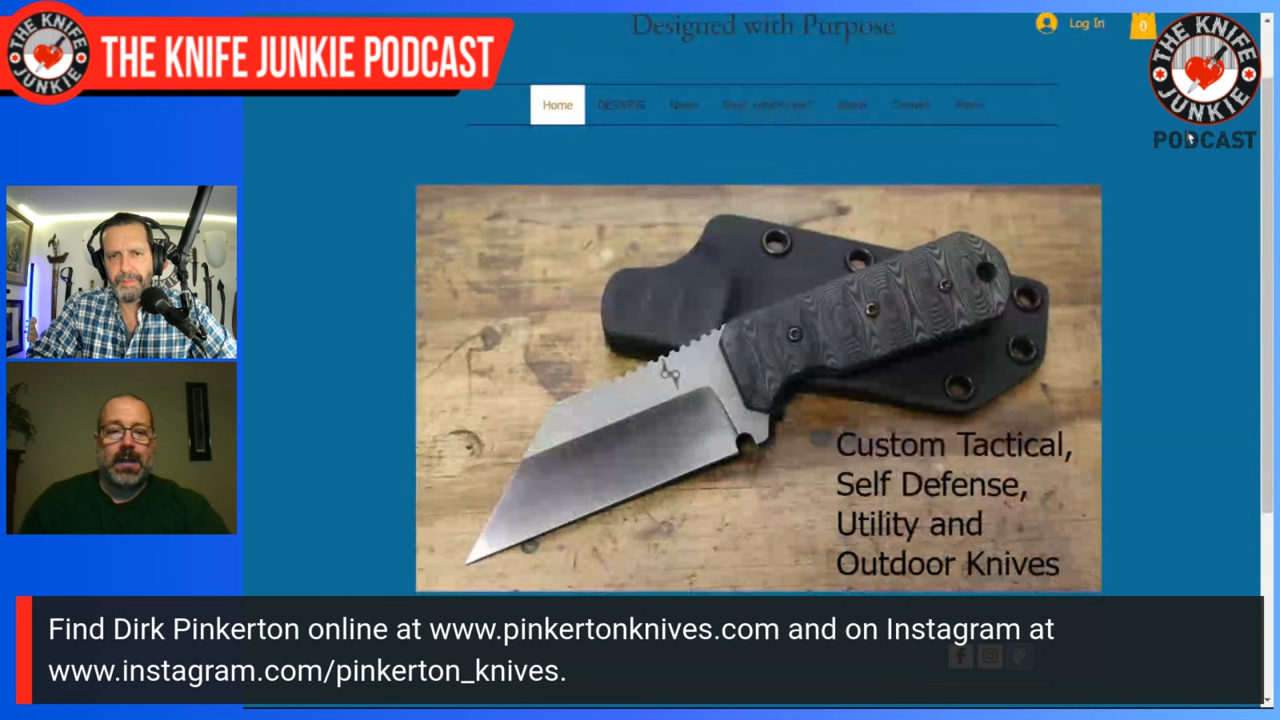 THE KNIFE JUNKIE
THE KNIFE JUNKIE PODCAST
Designed with Purpose
Log In
0
THE KNIFE
JUNKIE
PODCAST
Home
DESIGNS
News
About
Contact
Custom Tactical,
Self Defense,
Utility and
Outdoor Knives
Find Dirk Pinkerton online at www.pinkertonknives.com and on Instagram at
www.instagram.com/pinkerton_knives.